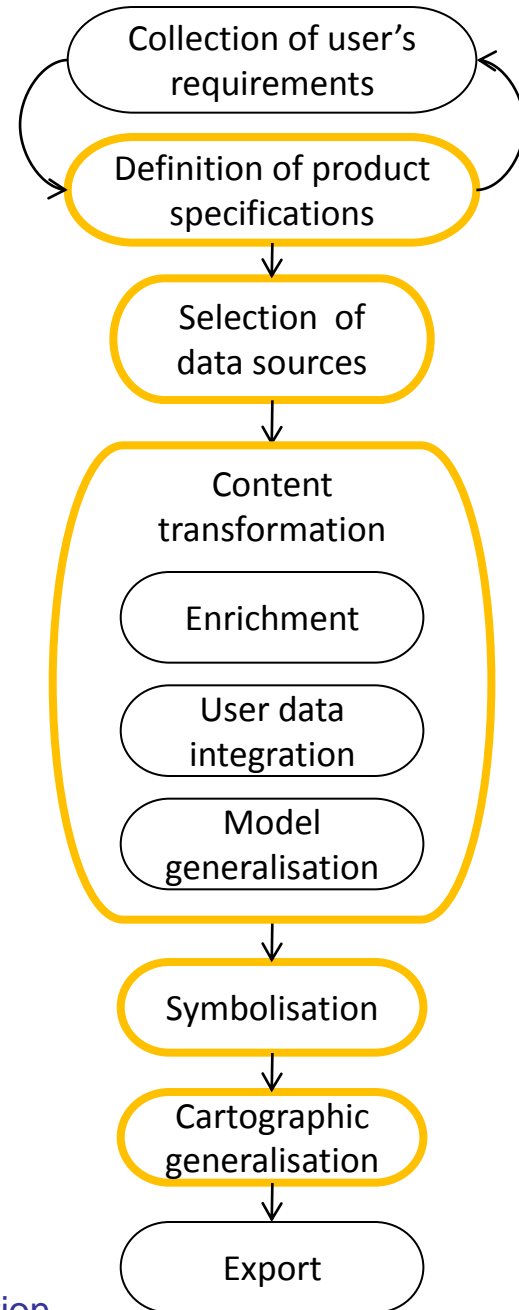 Collection of user’s
requirements
Definition of product
specifications
Selection of
data sources
Content
transformation
Enrichment
User data
integration
Model
generalisation
Symbolisation
Cartographic
generalisation
Export